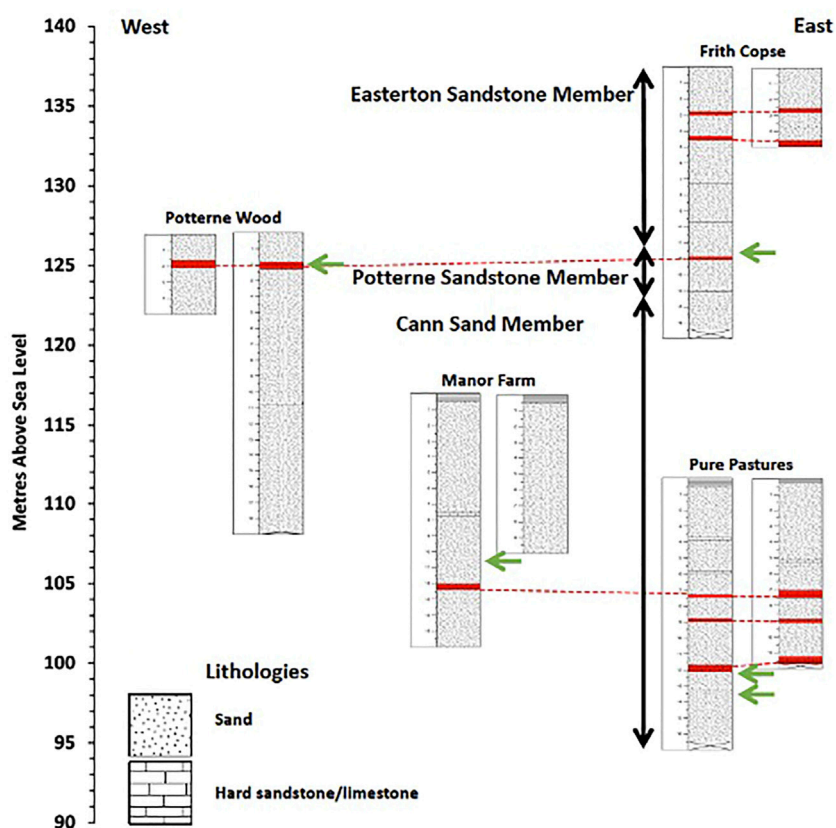 West
East
Frith Copse
Easterton Sandstone Member
Potterne Wood
Potterne Sandstone Member
Cann Sand Member
Manor Farm
Pure Pastures
Metres Above Sea Level
140
135
130
125
120
115
110
105
100
95
90
Lithologies
Sand
Hard sandstone/limestone